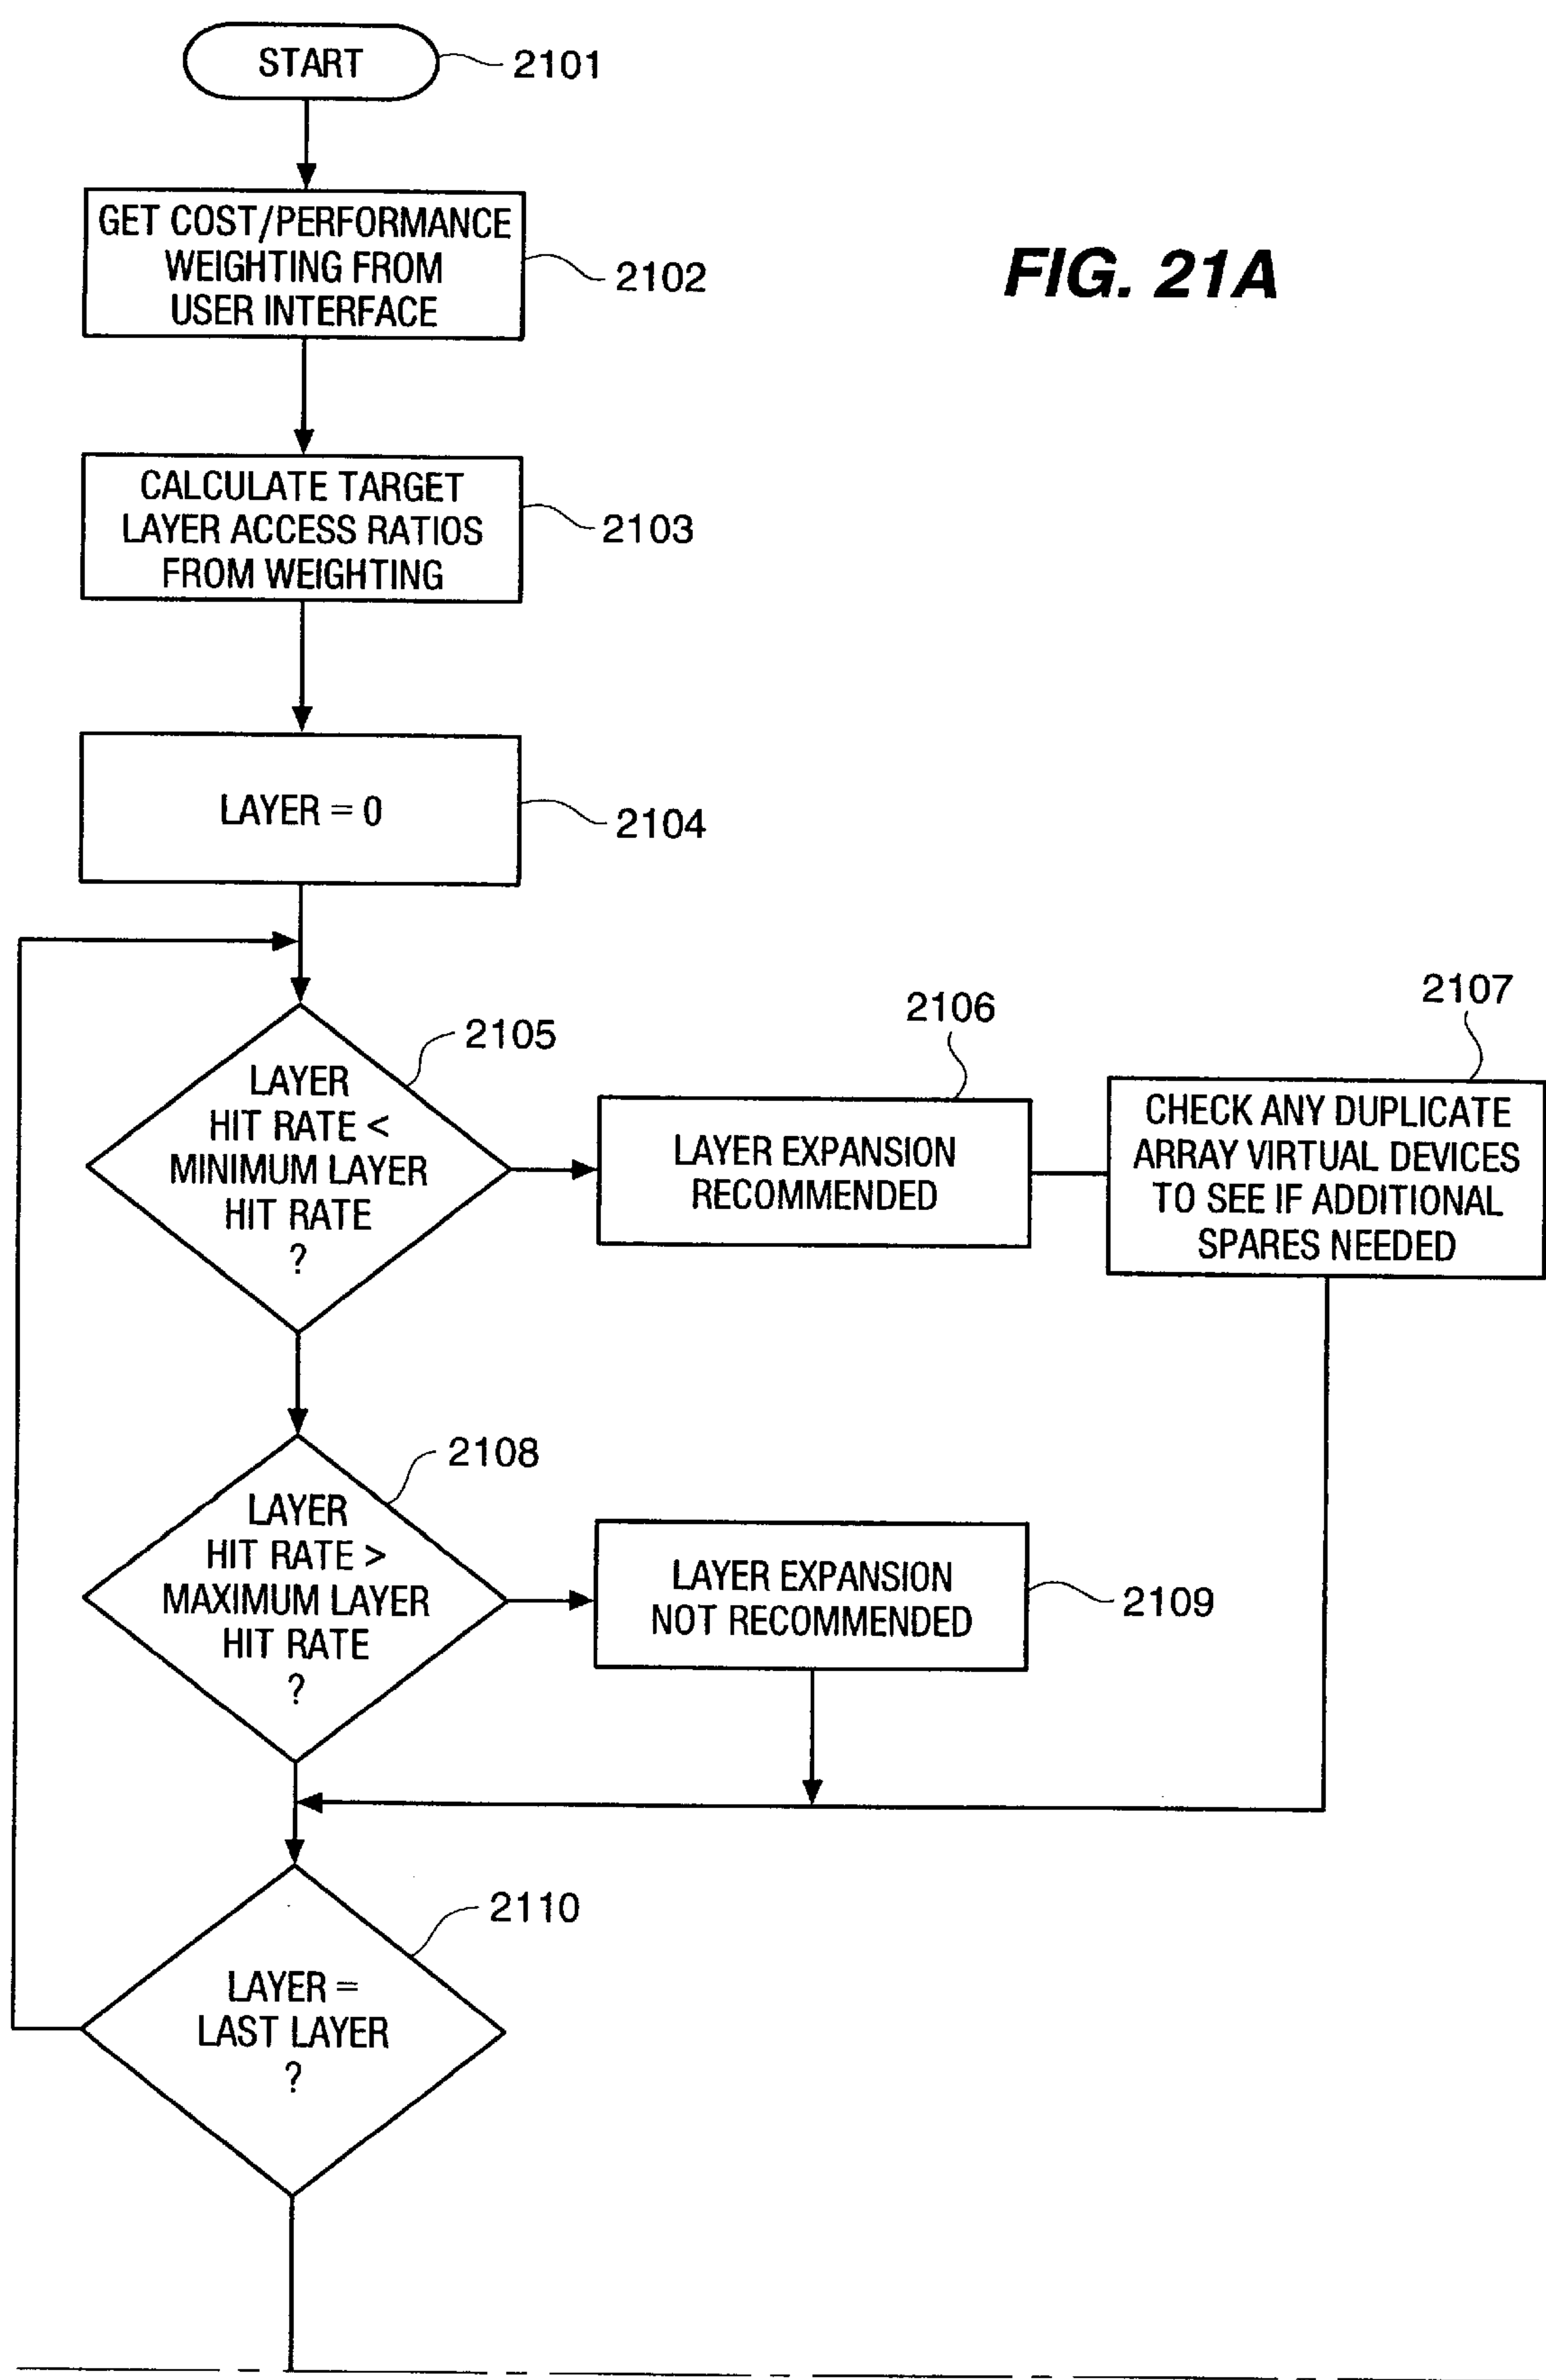 START
2101
GET COST/PERFORMANCE
WEIGHTING FROM
USER INTERFACE
2102
FIG. 21A
CALCULATE TARGET
LAYER ACCESS RATIOS
FROM WEIGHTING
2103
LAYER = 0
2104
LAYER
HIT RATE <
MINIMUM LAYER
HIT RATE
?
2105
LAYER EXPANSION
RECOMMENDED
2106
CHECK ANY DUPLICATE
ARRAY VIRTUAL DEVICES
TO SEE IF ADDITIONAL
SPARES NEEDED
2107
LAYER
HIT RATE >
MAXIMUM LAYER
HIT RATE
?
2108
LAYER EXPANSION
NOT RECOMMENDED
2109
LAYER =
LAST LAYER
?
2110